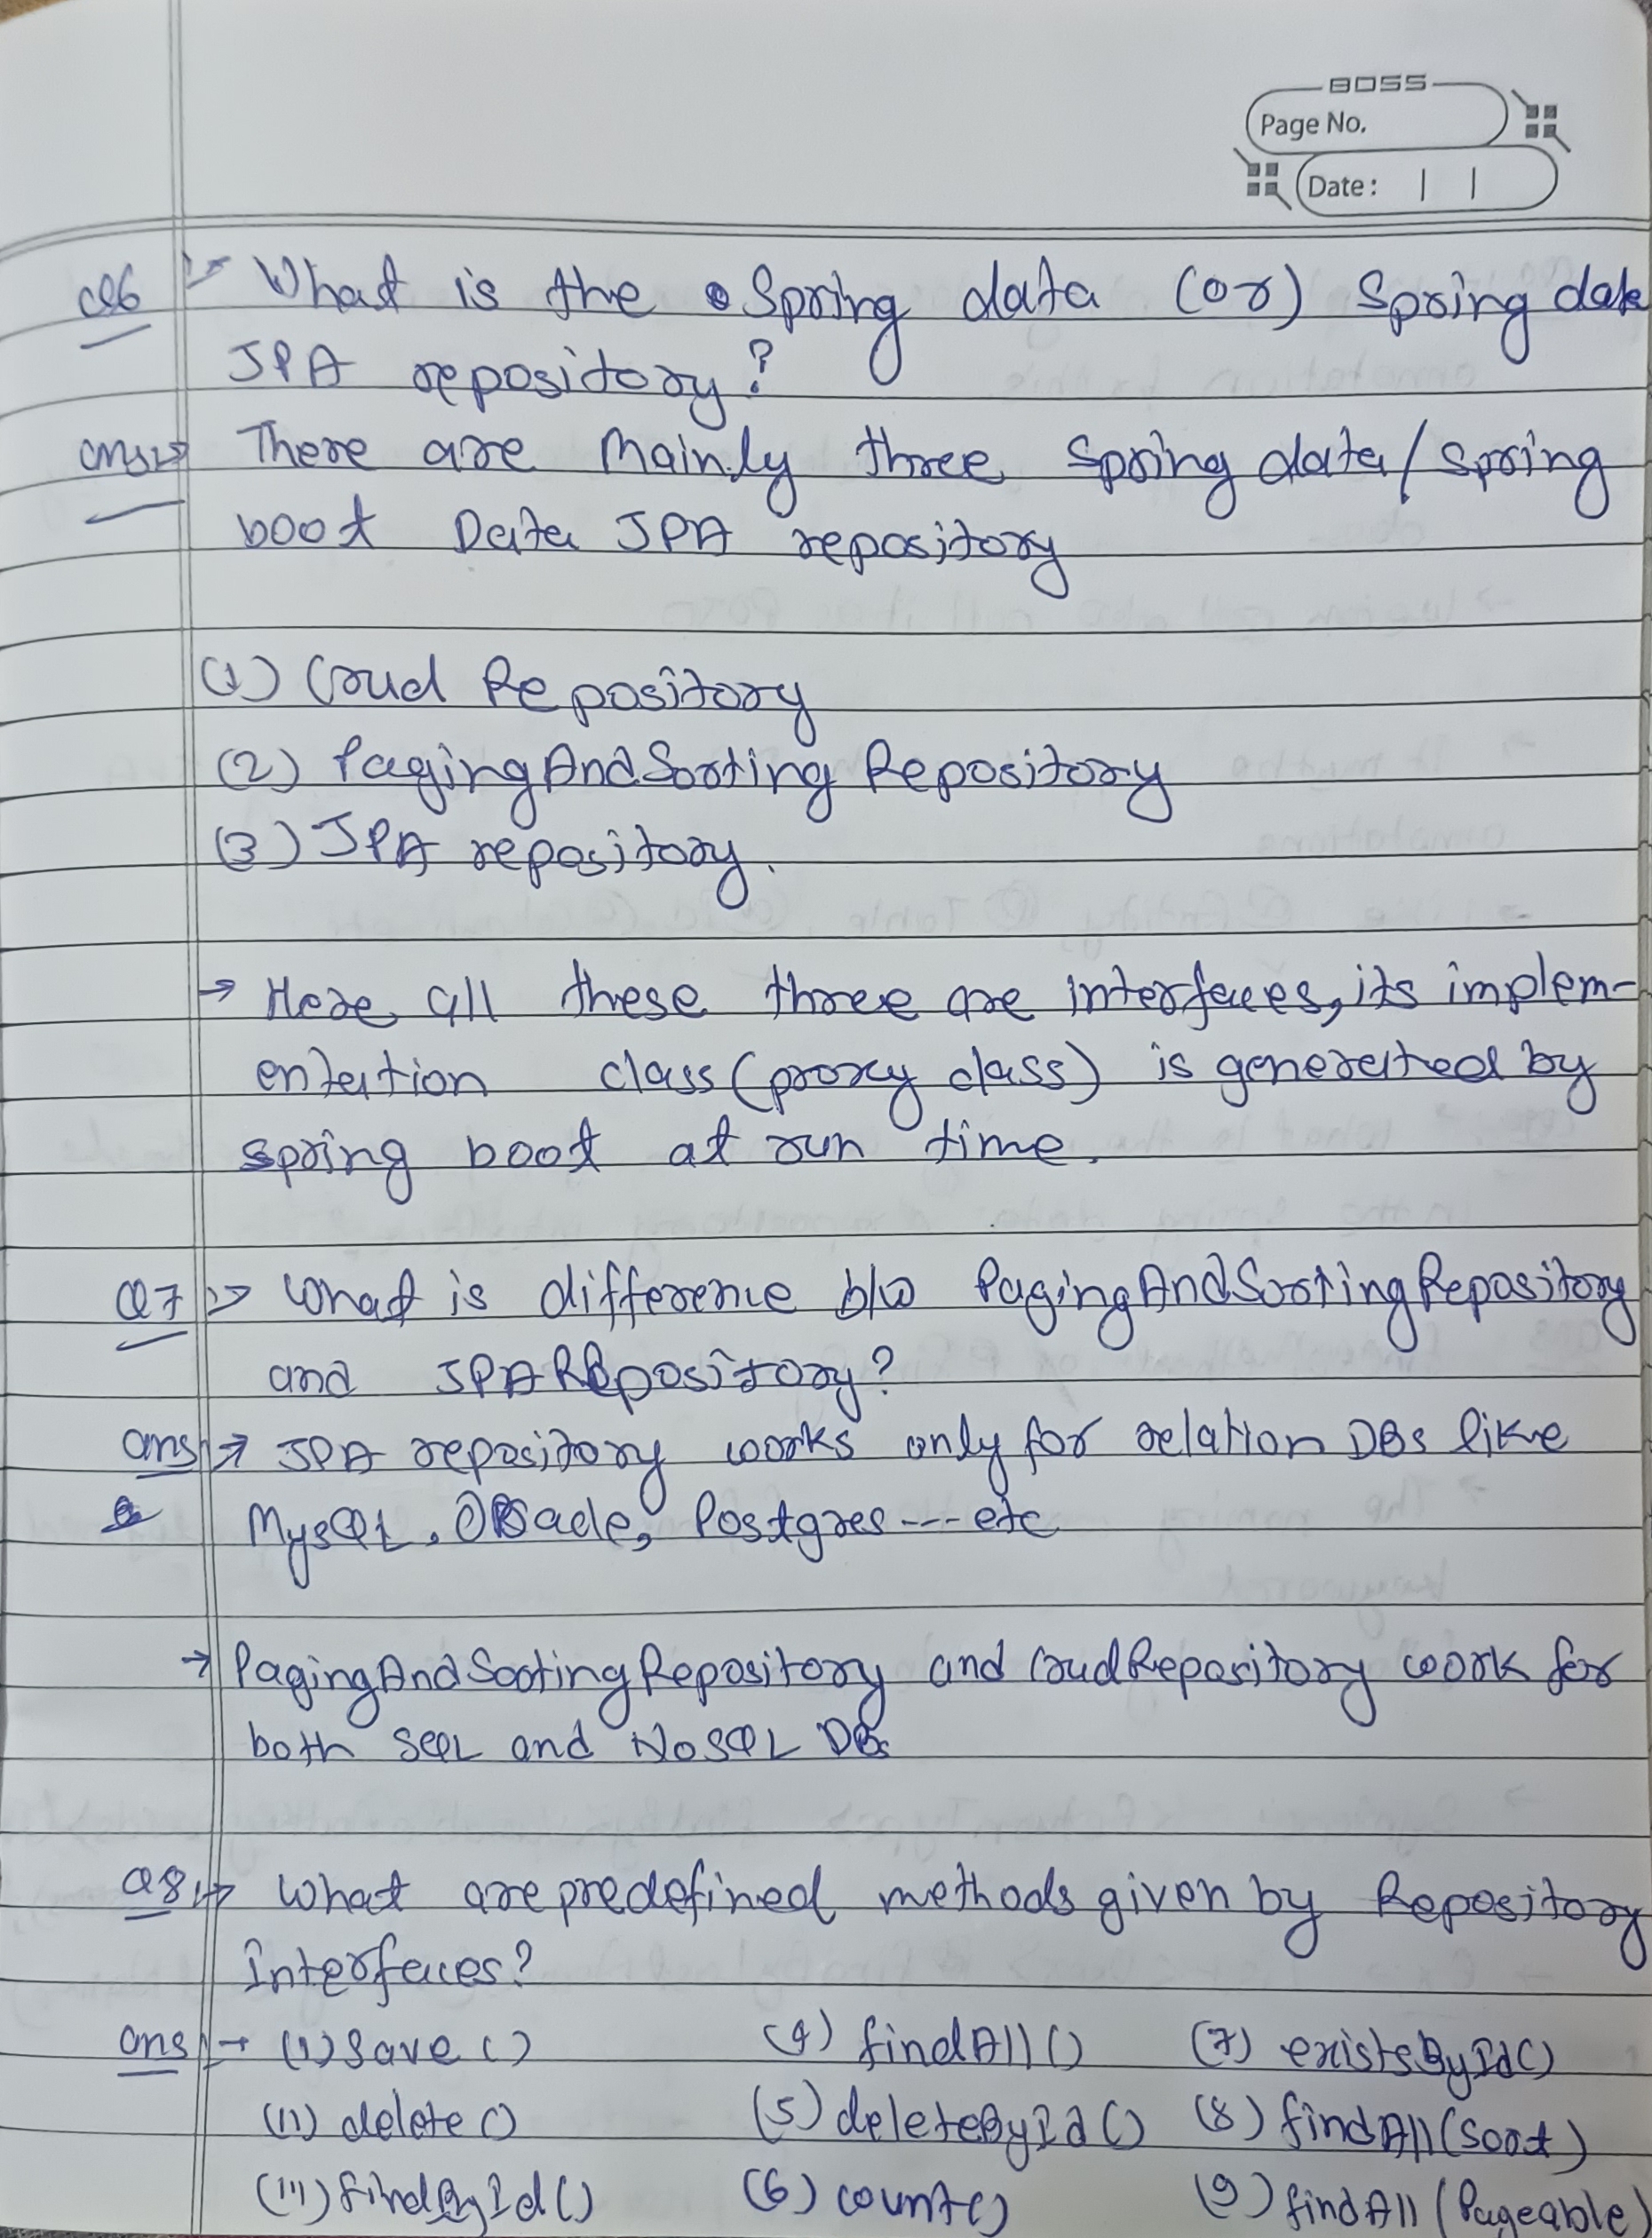 BOSS
Page No.
Date: | |
Q6 :- What is the Spring data (or) Spring data
JPA repository?
ans:-> There are mainly three, spring data/spring
boot Data JPA repository
(1) Crud Repository
(2) PagingAndSorting Repository
(3) JPA repository.
→ Here all these three are interfaces, its implem-
entation class (proxy class) is generated by
spring boot at run time.
Q7 :-> What is difference b/w PagingAndSortingRepository
and JPARepository?
ans :-> JPA repository works only for relation DBs like
MySQL, Oracle, Postgres --- etc
→ PagingAndSortingRepository and CrudRepository work for
both SQL and NoSQL DBs
Q8 :-> What are predefined methods given by Repository
Interfaces?
ans :-> (i) save () (4) findAll () (7) existsById()
(ii) delete () (5) deleteById () (8) findAll (Sort)
(iii) findById () (6) count () (9) findAll (Pageable)